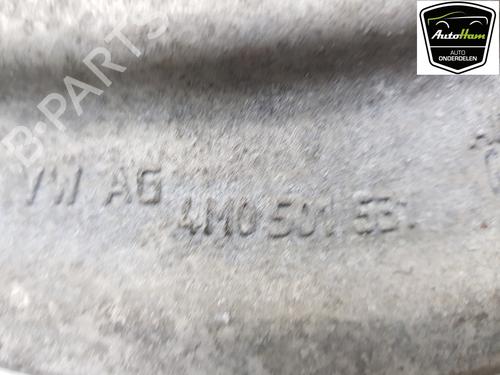 AutoHam
AUTO
ONDERDELEN
B-PARTS
VW AG
4M0 501